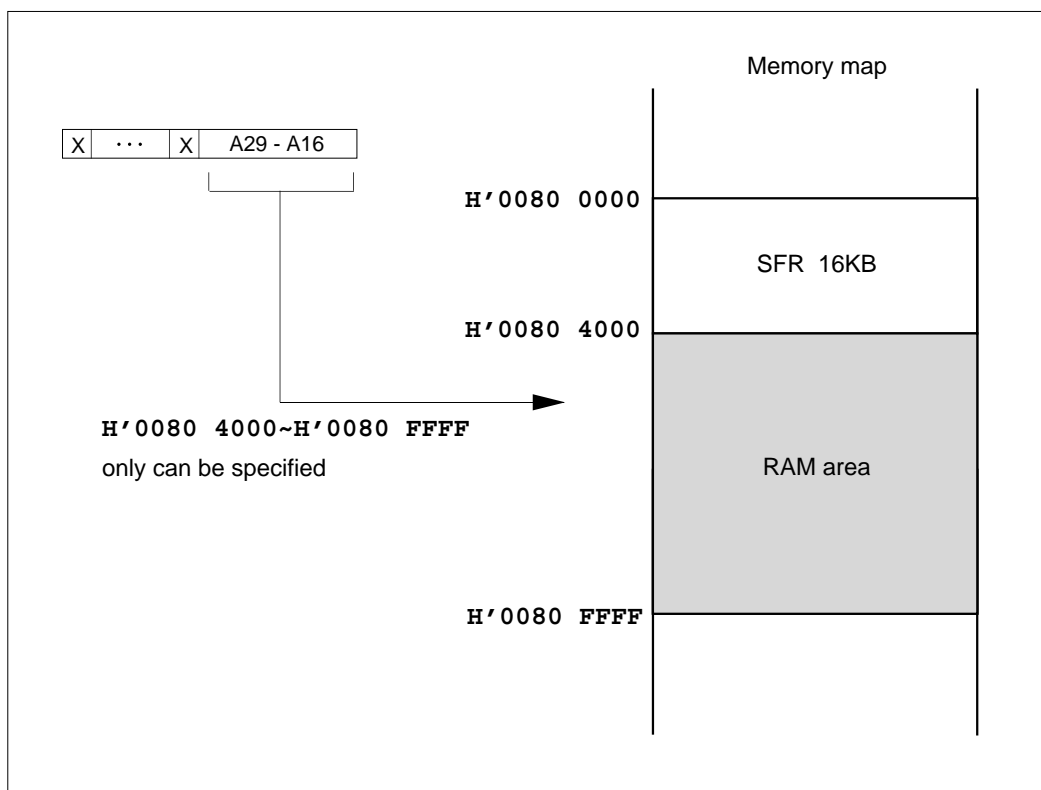 Memory map
X ··· X A29 - A16
H’0080 0000
SFR 16KB
H’0080 4000
H’0080 4000~H’0080 FFFF
only can be specified
RAM area
H’0080 FFFF